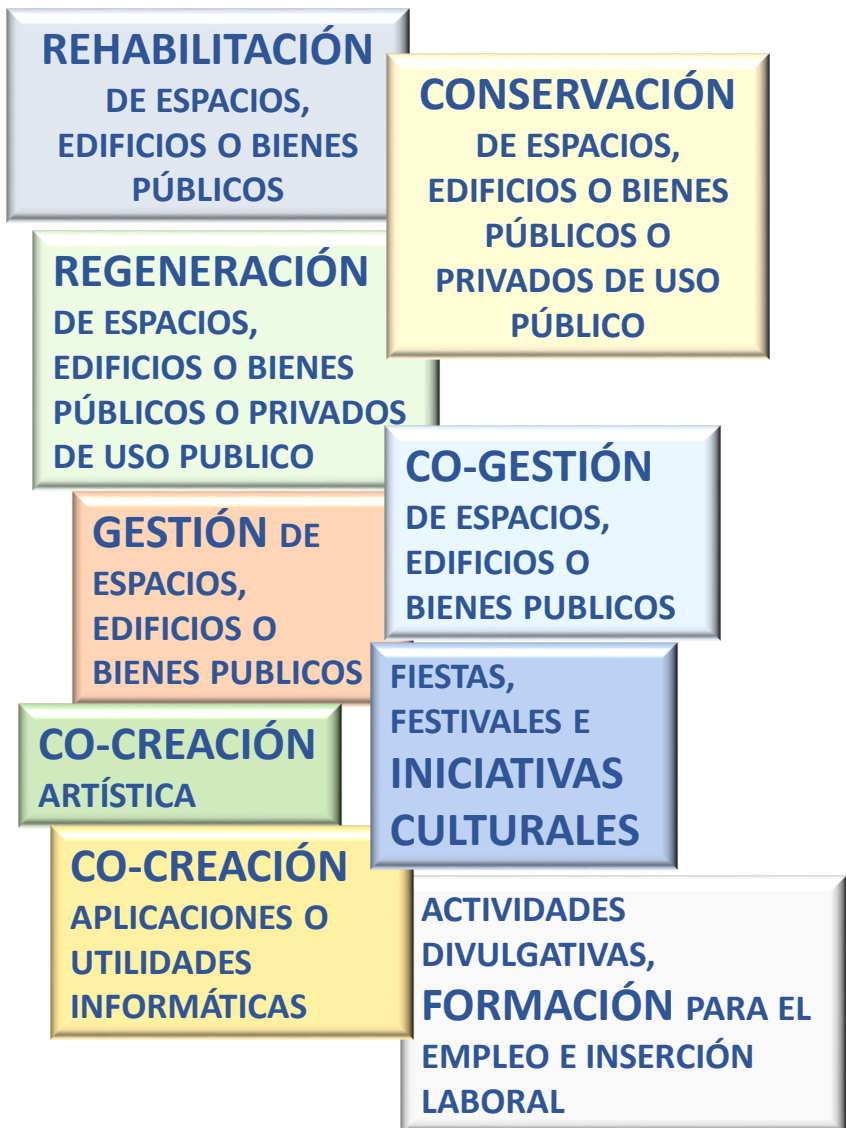 REHABILITACIÓN
DE ESPACIOS,
EDIFICIOS O BIENES
PÚBLICOS
CONSERVACIÓN
DE ESPACIOS,
EDIFICIOS O BIENES
PÚBLICOS O
PRIVADOS DE USO
PÚBLICO
REGENERACIÓN
DE ESPACIOS,
EDIFICIOS O BIENES
PÚBLICOS O PRIVADOS
DE USO PUBLICO
CO-GESTIÓN
DE ESPACIOS,
EDIFICIOS O
BIENES PUBLICOS
GESTIÓN DE
ESPACIOS,
EDIFICIOS O
BIENES PUBLICOS
FIESTAS,
FESTIVALES E
INICIATIVAS
CULTURALES
CO-CREACIÓN
ARTÍSTICA
CO-CREACIÓN
APLICACIONES O
UTILIDADES
INFORMÁTICAS
ACTIVIDADES
DIVULGATIVAS,
FORMACIÓN PARA EL
EMPLEO E INSERCIÓN
LABORAL